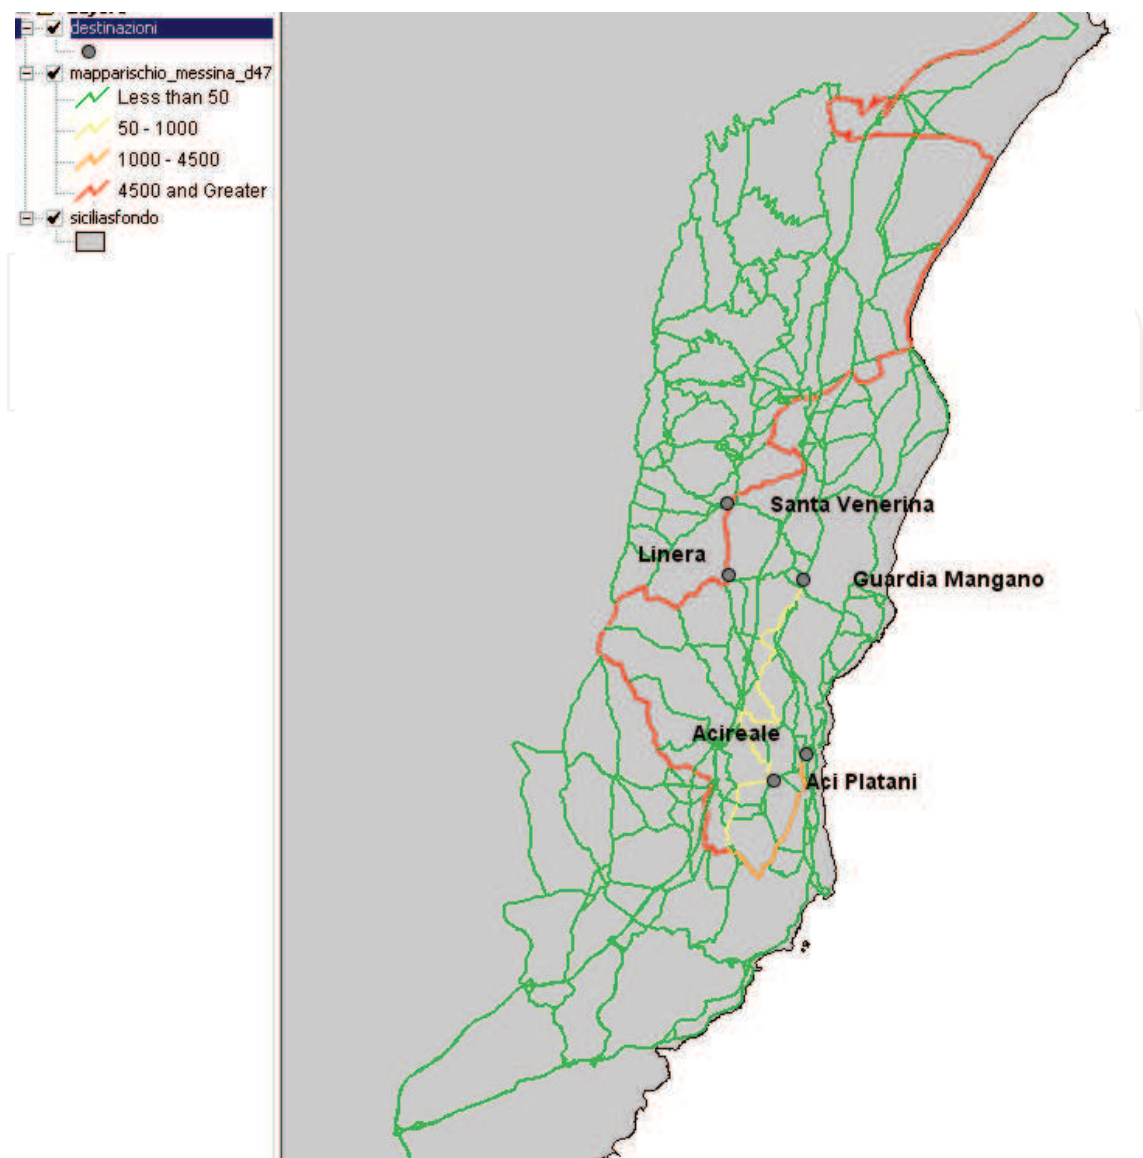 destinazioni
mapparischio_messina_d47
Less than 50
50 - 1000
1000 - 4500
4500 and Greater
siciliasfondo
Santa Venerina
Linera
Guardia Mangano
Acireale
Aci Platani